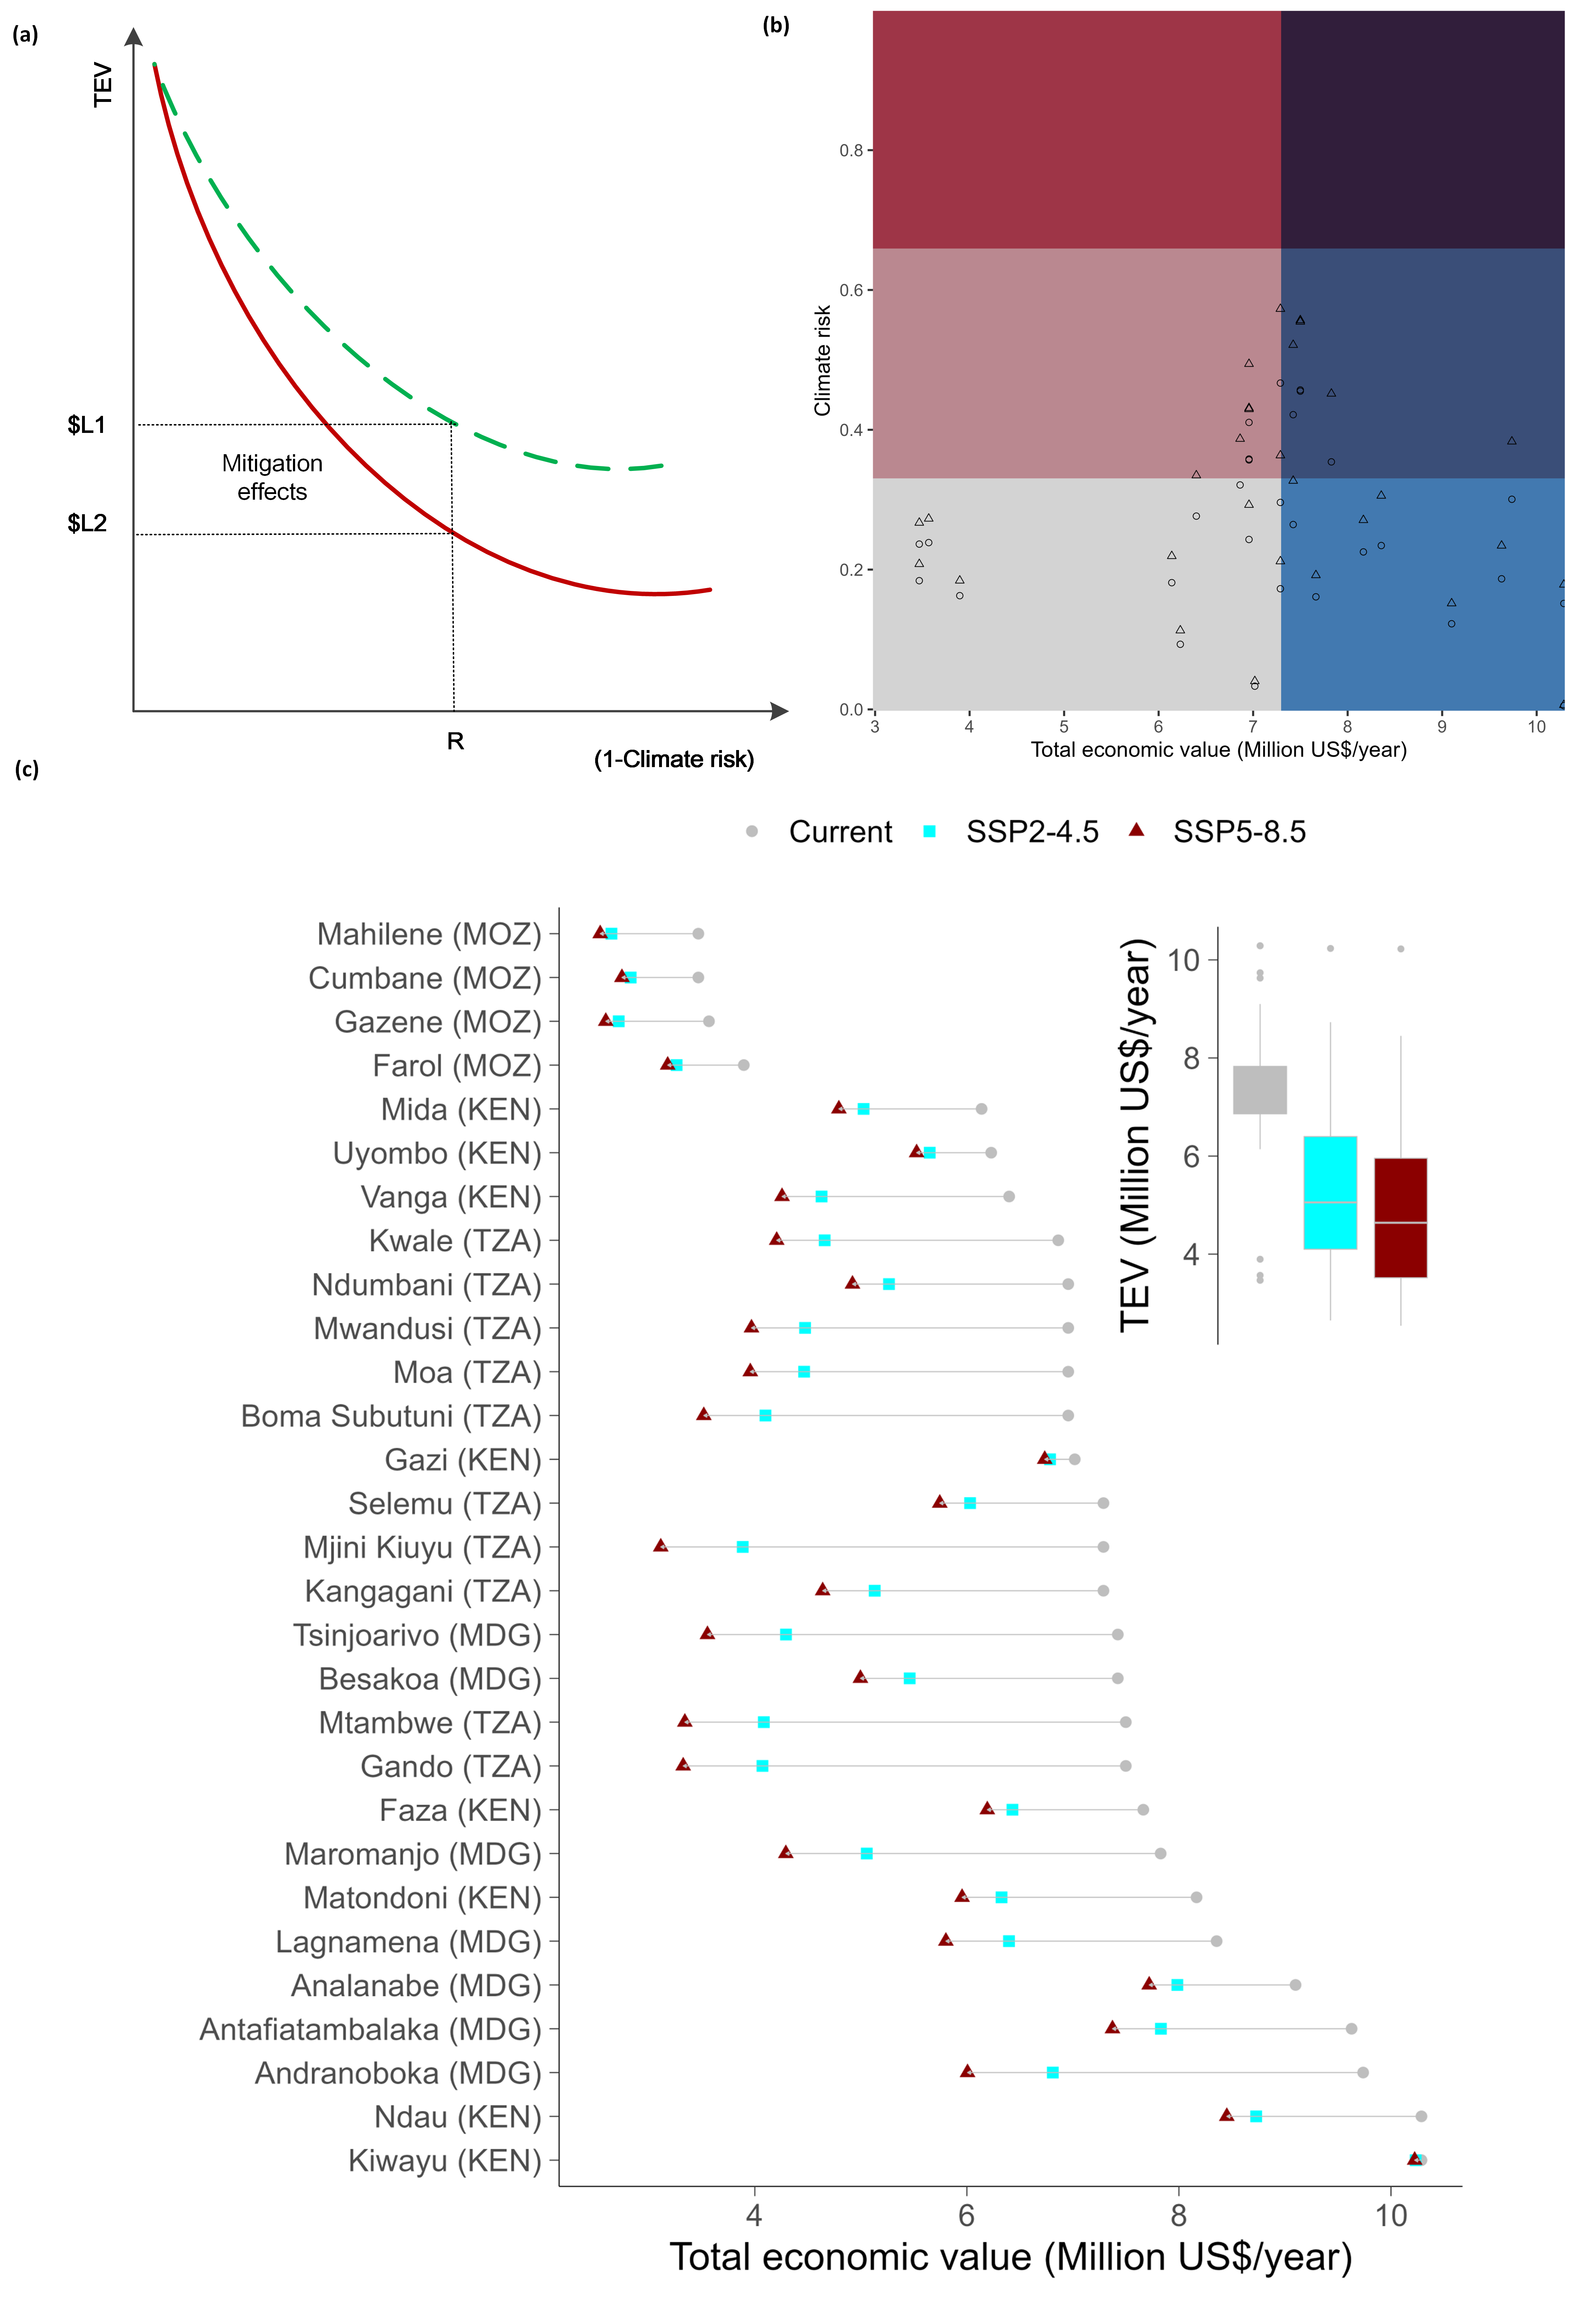 (a)
TEV
$L1
Mitigation
effects
$L2
R
(1-Climate risk)
(b)
Climate risk
0.8
0.6
0.4
0.2
0.0
3 4 5 6 7 8 9 10
Total economic value (Million US$/year)
(c)
Current SSP2-4.5 SSP5-8.5
Mahilene (MOZ)
Cumbane (MOZ)
Gazene (MOZ)
Farol (MOZ)
Mida (KEN)
Uyombo (KEN)
Vanga (KEN)
Kwale (TZA)
Ndumbani (TZA)
Mwandusi (TZA)
Moa (TZA)
Boma Subutuni (TZA)
Gazi (KEN)
Selemu (TZA)
Mjini Kiuyu (TZA)
Kangagani (TZA)
Tsinjoarivo (MDG)
Besakoa (MDG)
Mtambwe (TZA)
Gando (TZA)
Faza (KEN)
Maromanjo (MDG)
Matondoni (KEN)
Lagnamena (MDG)
Analanabe (MDG)
Antafiatambalaka (MDG)
Andranoboka (MDG)
Ndau (KEN)
Kiwayu (KEN)
4 6 8 10
Total economic value (Million US$/year)
TEV (Million US$/year)
10
8
6
4